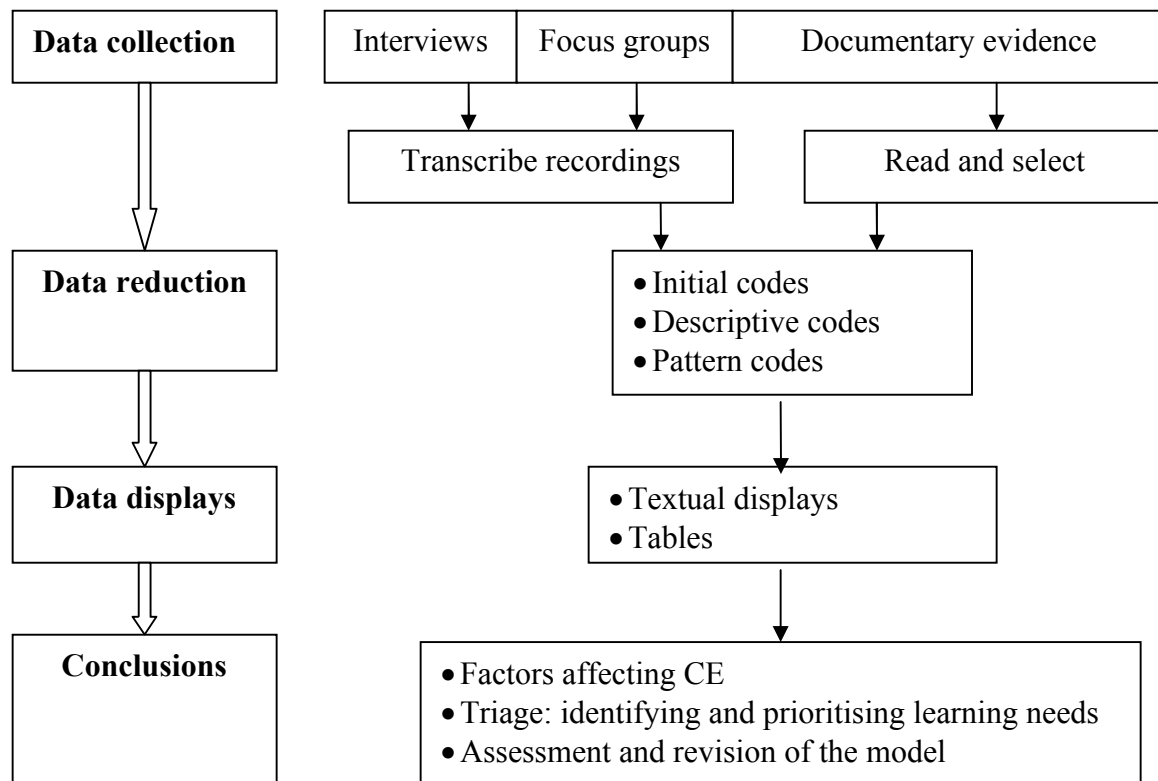 Data collection
Interviews
Focus groups
Documentary evidence
Transcribe recordings
Read and select
Data reduction
• Initial codes
• Descriptive codes
• Pattern codes
Data displays
• Textual displays
• Tables
Conclusions
• Factors affecting CE
• Triage: identifying and prioritising learning needs
• Assessment and revision of the model